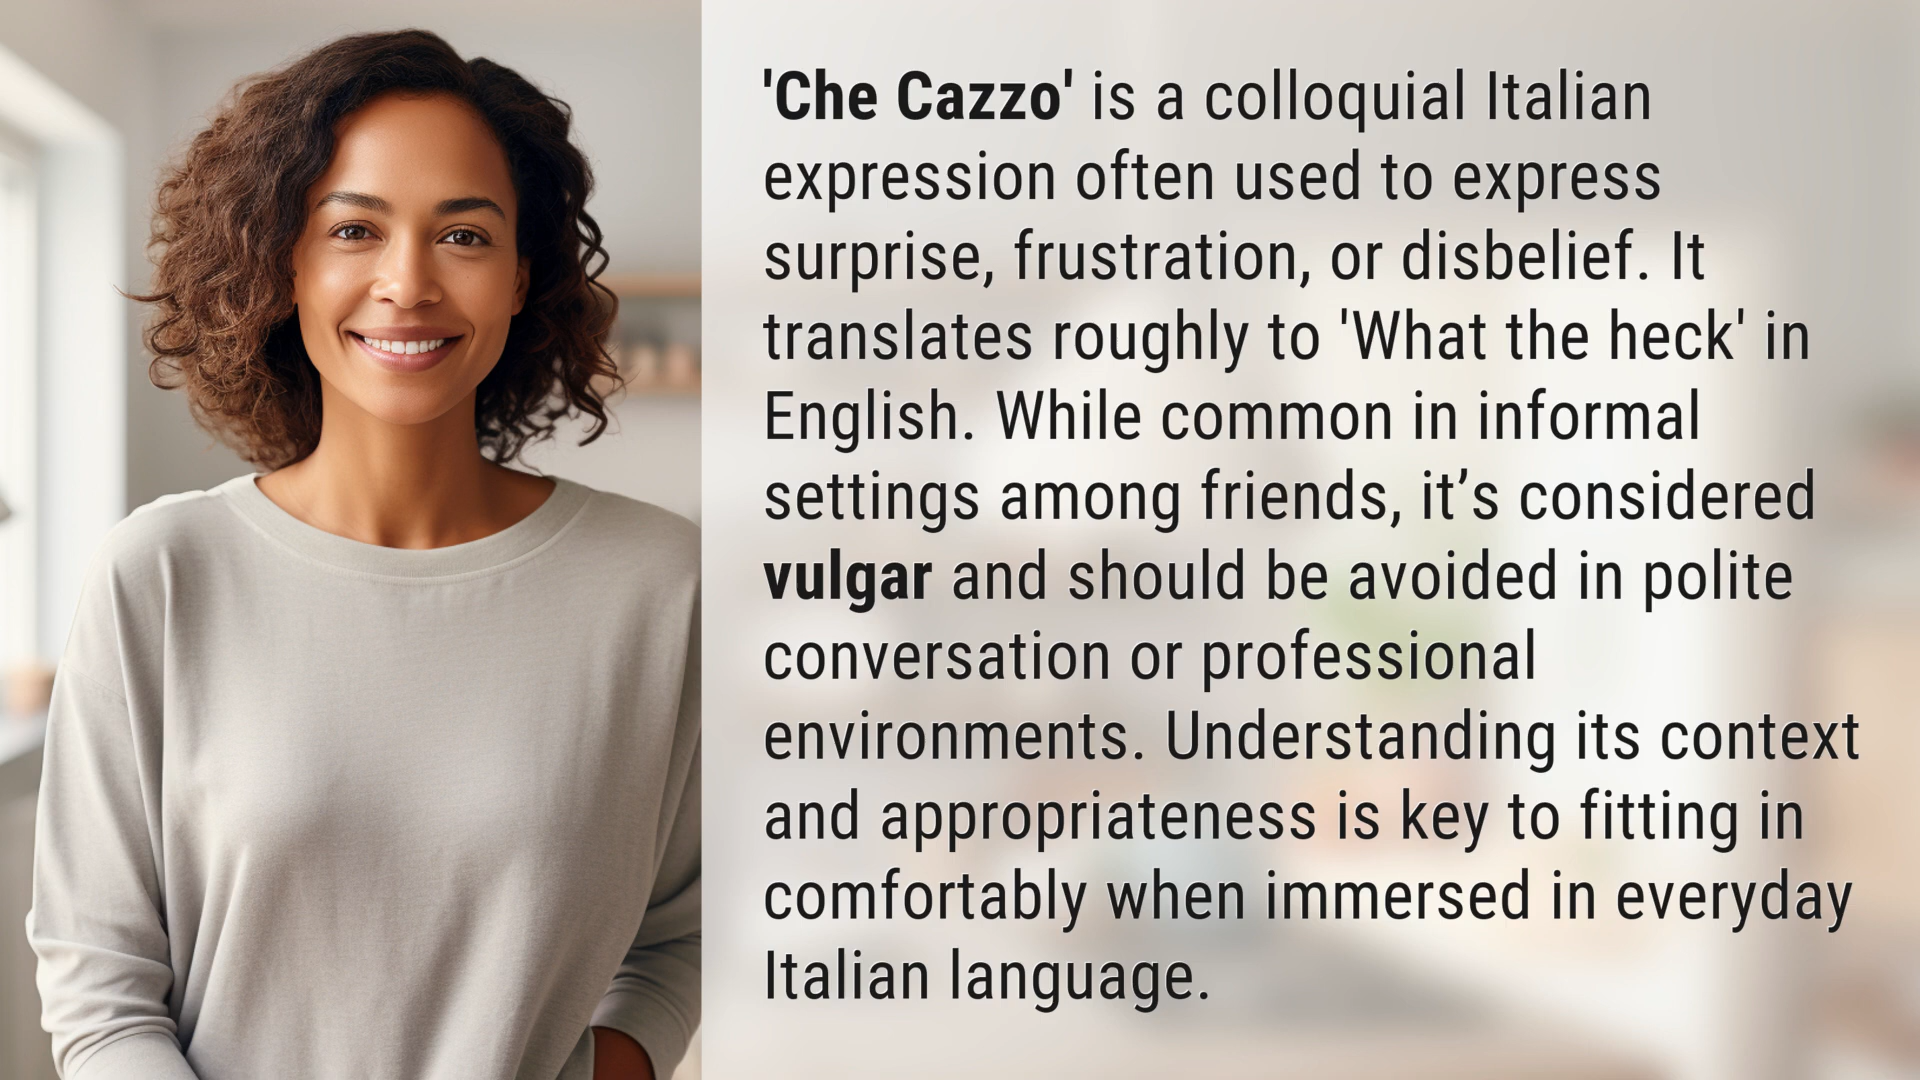 'Che Cazzo' is a colloquial Italian
expression often used to express
surprise, frustration, or disbelief. It
translates roughly to 'What the heck' in
English. While common in informal
settings among friends, it’s considered
vulgar and should be avoided in polite
conversation or professional
environments. Understanding its context
and appropriateness is key to fitting in
comfortably when immersed in everyday
Italian language.